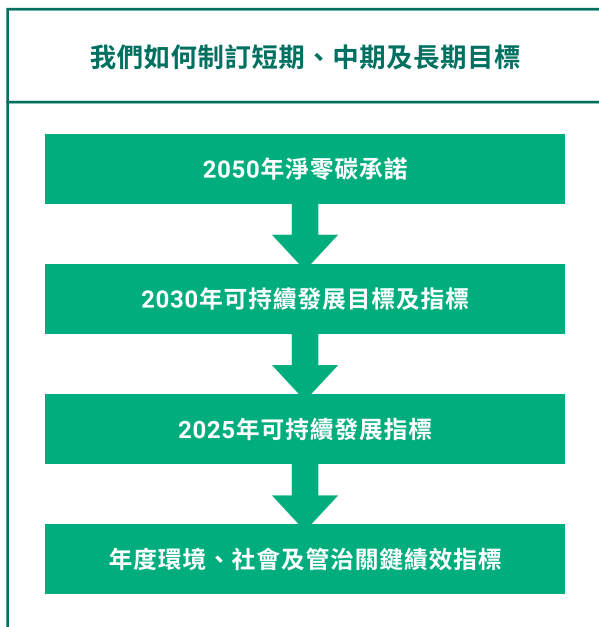 我們如何制訂短期、中期及長期目標
2050年淨零碳承諾
2030年可持續發展目標及指標
2025年可持續發展指標
年度環境、社會及管治關鍵績效指標